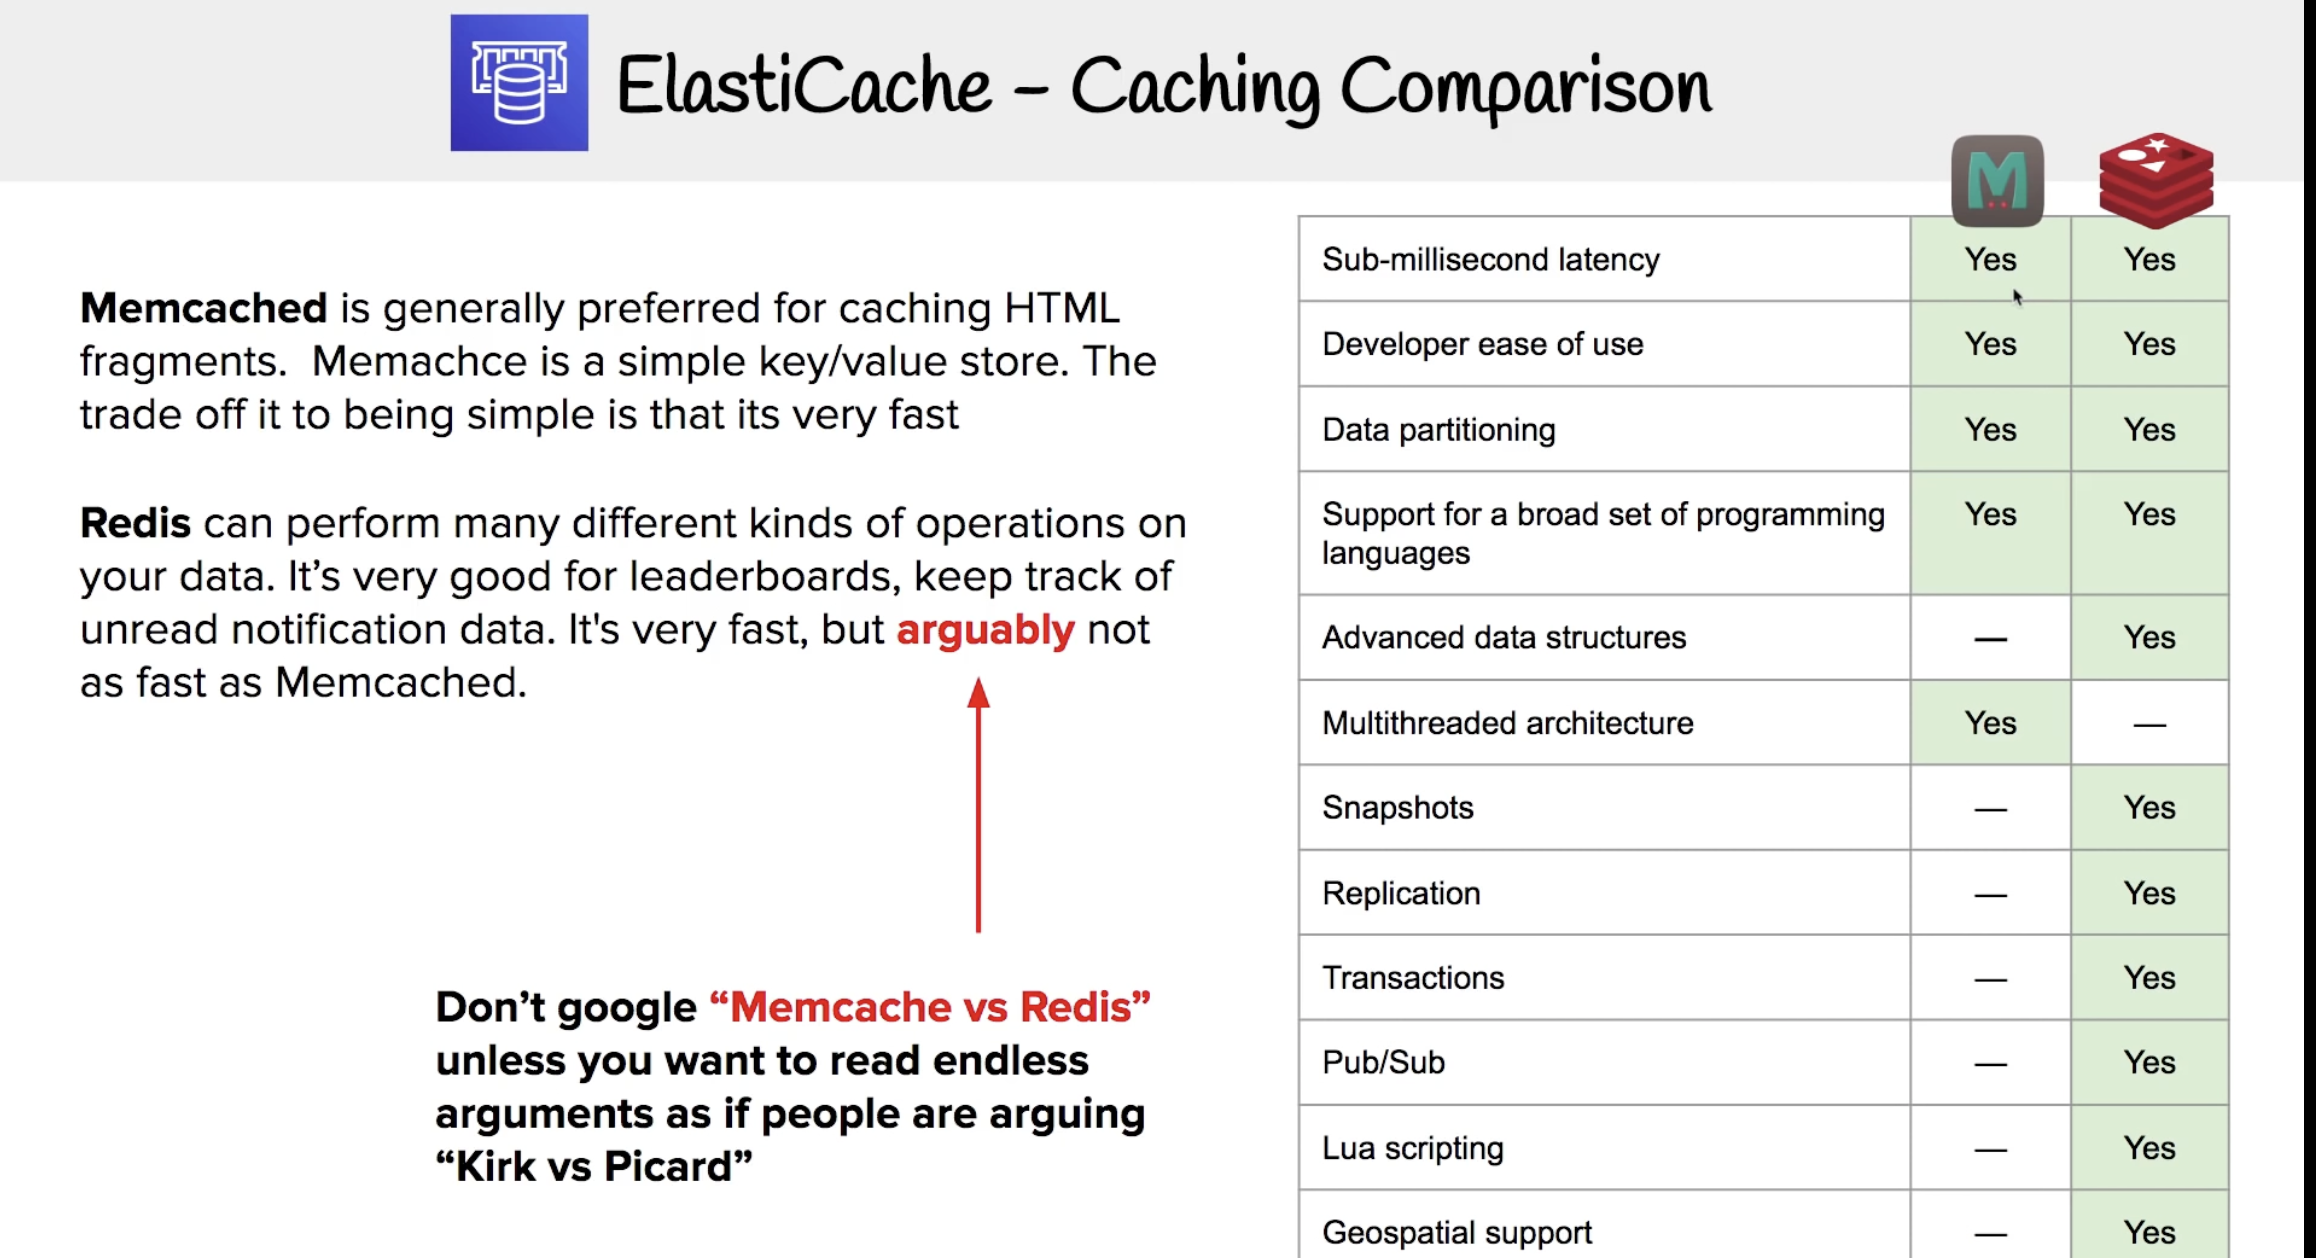 ElastiCache – Caching Comparison
M
Memcached is generally preferred for caching HTML
fragments.  Memachce is a simple key/value store. The
trade off it to being simple is that its very fast
Redis can perform many different kinds of operations on
your data. It’s very good for leaderboards, keep track of
unread notification data. It's very fast, but arguably not
as fast as Memcached.
Don’t google “Memcache vs Redis”
unless you want to read endless
arguments as if people are arguing
“Kirk vs Picard”
Sub-millisecond latency Yes Yes
Developer ease of use Yes Yes
Data partitioning Yes Yes
Support for a broad set of programming Yes Yes
languages
Advanced data structures — Yes
Multithreaded architecture Yes —
Snapshots — Yes
Replication — Yes
Transactions — Yes
Pub/Sub — Yes
Lua scripting — Yes
Geospatial support — Yes